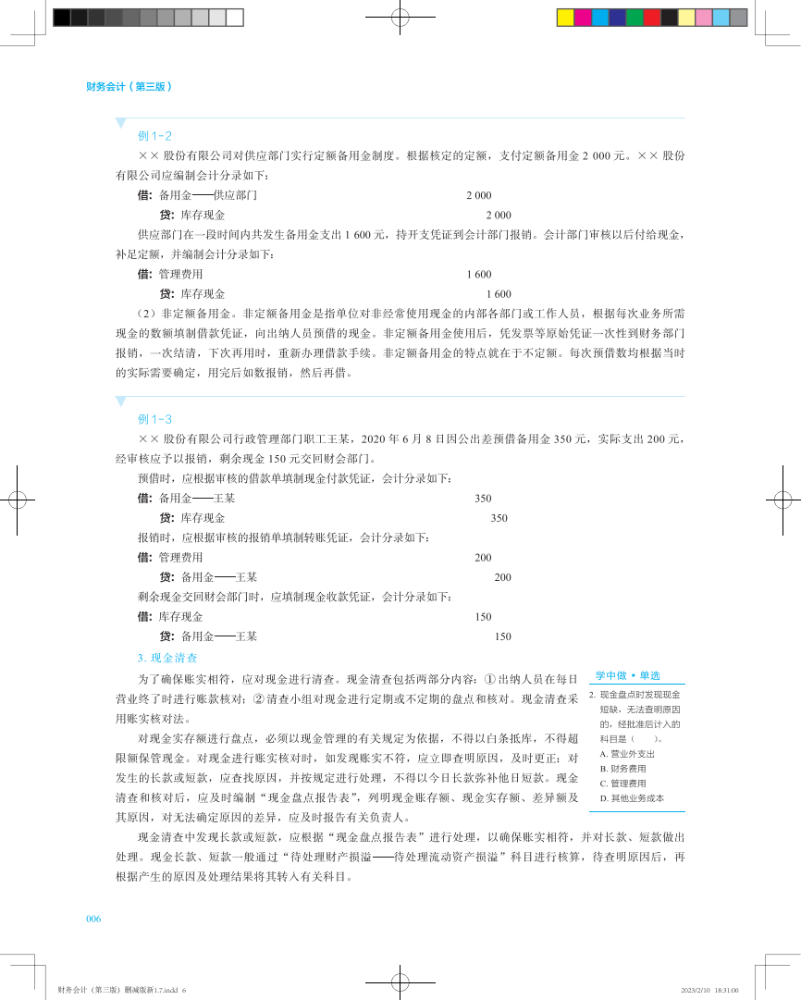 财务会计（第三版）
例 1-2
×× 股份有限公司对供应部门实行定额备用金制度。根据核定的定额，支付定额备用金 2 000 元。×× 股份
有限公司应编制会计分录如下：
借：备用金——供应部门 2 000
贷：库存现金 2 000
供应部门在一段时间内共发生备用金支出 1 600 元，持开支凭证到会计部门报销。会计部门审核以后付给现金，
补足定额，并编制会计分录如下：
借：管理费用 1 600
贷：库存现金 1 600
（2）非定额备用金。非定额备用金是指单位对非经常使用现金的内部各部门或工作人员，根据每次业务所需
现金的数额填制借款凭证，向出纳人员预借的现金。非定额备用金使用后，凭发票等原始凭证一次性到财务部门
报销，一次结清，下次再用时，重新办理借款手续。非定额备用金的特点就在于不定额。每次预借数均根据当时
的实际需要确定，用完后如数报销，然后再借。
例 1-3
×× 股份有限公司行政管理部门职工王某，2020 年 6 月 8 日因公出差预借备用金 350 元，实际支出 200 元，
经审核应予以报销，剩余现金 150 元交回财会部门。
预借时，应根据审核的借款单填制现金付款凭证，会计分录如下：
借：备用金——王某 350
贷：库存现金 350
报销时，应根据审核的报销单填制转账凭证，会计分录如下：
借：管理费用 200
贷：备用金——王某 200
剩余现金交回财会部门时，应填制现金收款凭证，会计分录如下：
借：库存现金 150
贷：备用金——王某 150
3. 现金清查
为了确保账实相符，应对现金进行清查。现金清查包括两部分内容：① 出纳人员在每日
营业终了时进行账款核对；② 清查小组对现金进行定期或不定期的盘点和核对。现金清查采
用账实核对法。
对现金实存额进行盘点，必须以现金管理的有关规定为依据，不得以白条抵库，不得超
限额保管现金。对现金进行账实核对时，如发现账实不符，应立即查明原因，及时更正；对
发生的长款或短款，应查找原因，并按规定进行处理，不得以今日长款弥补他日短款。现金
清查和核对后，应及时编制“现金盘点报告表”，列明现金账存额、现金实存额、差异额及
其原因，对无法确定原因的差异，应及时报告有关负责人。
现金清查中发现长款或短款，应根据“现金盘点报告表”进行处理，以确保账实相符，并对长款、短款做出
处理。现金长款、短款一般通过“待处理财产损溢——待处理流动资产损溢”科目进行核算，待查明原因后，再
根据产生的原因及处理结果将其转入有关科目。
学中做·单选
2. 现金盘点时发现现金
短缺，无法查明原因
的，经批准后计入的
科目是（　　）。
A. 营业外支出
B. 财务费用
C. 管理费用
D. 其他业务成本
006
财务会计（第三版）删减版新1.7.indd 6
2023/2/10 18:31:00